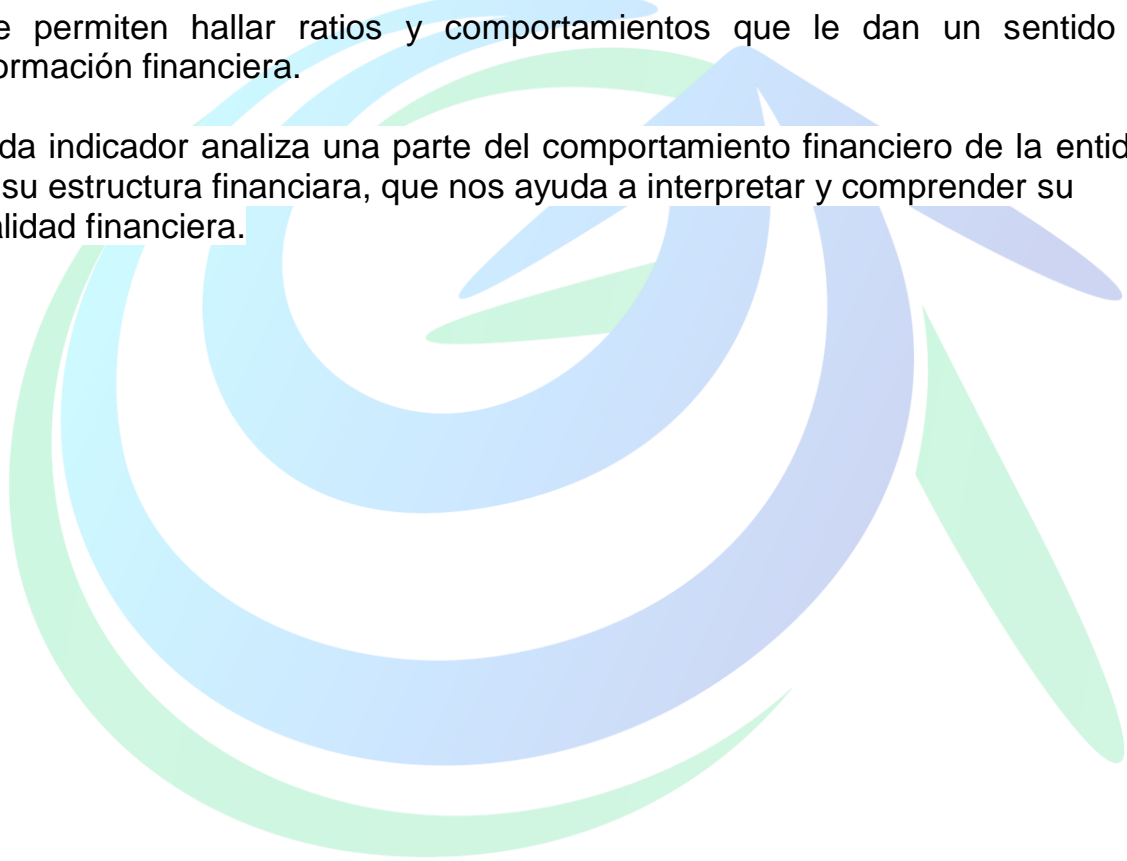 e permiten hallar ratios y comportamientos que le dan un sentido
ormación financiera.
da indicador analiza una parte del comportamiento financiero de la entid
su estructura financiara, que nos ayuda a interpretar y comprender su
alidad financiera.